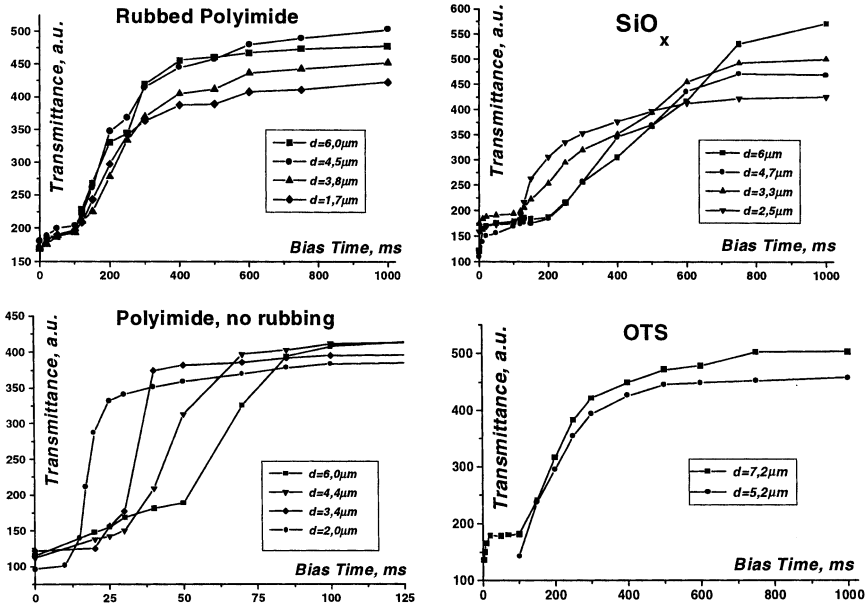 Rubbed Polyimide
Transmittance, a.u.
500
450
400
350
300
250
200
150
d=6,0μm
d=4,5μm
d=3,8μm
d=1,7μm
Bias Time, ms
0
200
400
600
800
1000
SiOx
Transmittance, a.u.
600
550
500
450
400
350
300
250
200
150
100
d=6μm
d=4,7μm
d=3,3μm
d=2,5μm
Bias Time, ms
0
200
400
600
800
1000
Polyimide, no rubbing
Transmittance, a.u.
450
400
350
300
250
200
150
100
d=6,0μm
d=4,4μm
d=3,4μm
d=2,0μm
Bias Time, ms
0
25
50
75
100
125
OTS
Transmittance, a.u.
500
400
300
200
100
d=7,2μm
d=5,2μm
Bias Time, ms
0
200
400
600
800
1000